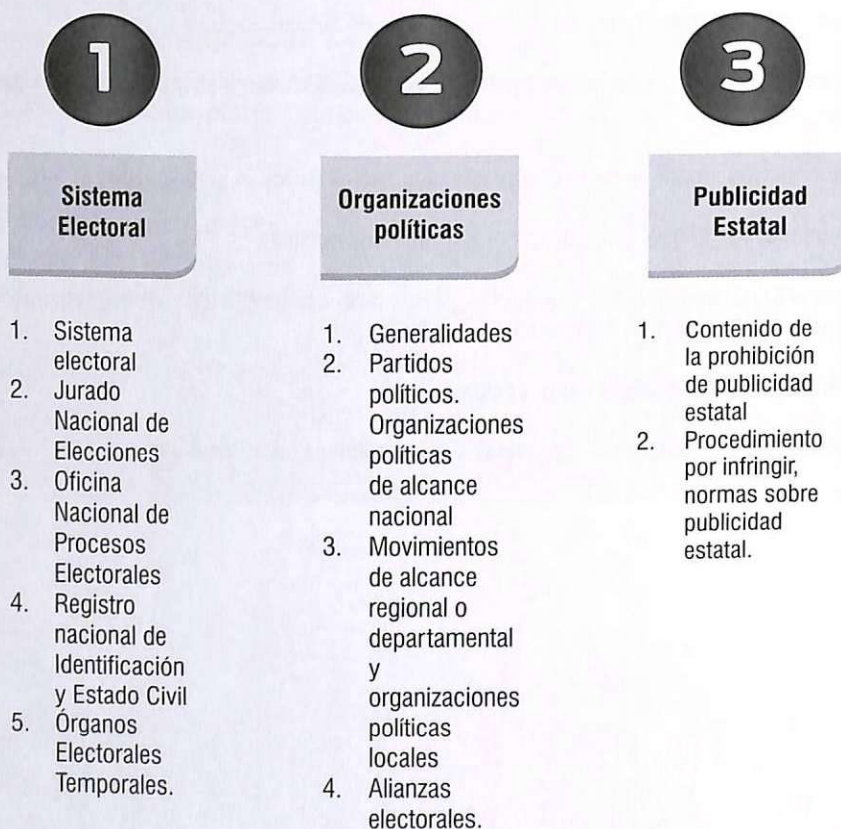 1
Sistema
Electoral
1. Sistema
electoral
2. Jurado
Nacional de
Elecciones
3. Oficina
Nacional de
Procesos
Electorales
4. Registro
nacional de
Identificación
y Estado Civil
5. Órganos
Electorales
Temporales.
2
Organizaciones
políticas
1. Generalidades
2. Partidos
políticos.
Organizaciones
políticas
de alcance
nacional
3. Movimientos
de alcance
regional o
departamental
y
organizaciones
políticas
locales
4. Alianzas
electorales.
3
Publicidad
Estatal
1. Contenido de
la prohibición
de publicidad
estatal
2. Procedimiento
por infringir,
normas sobre
publicidad
estatal.